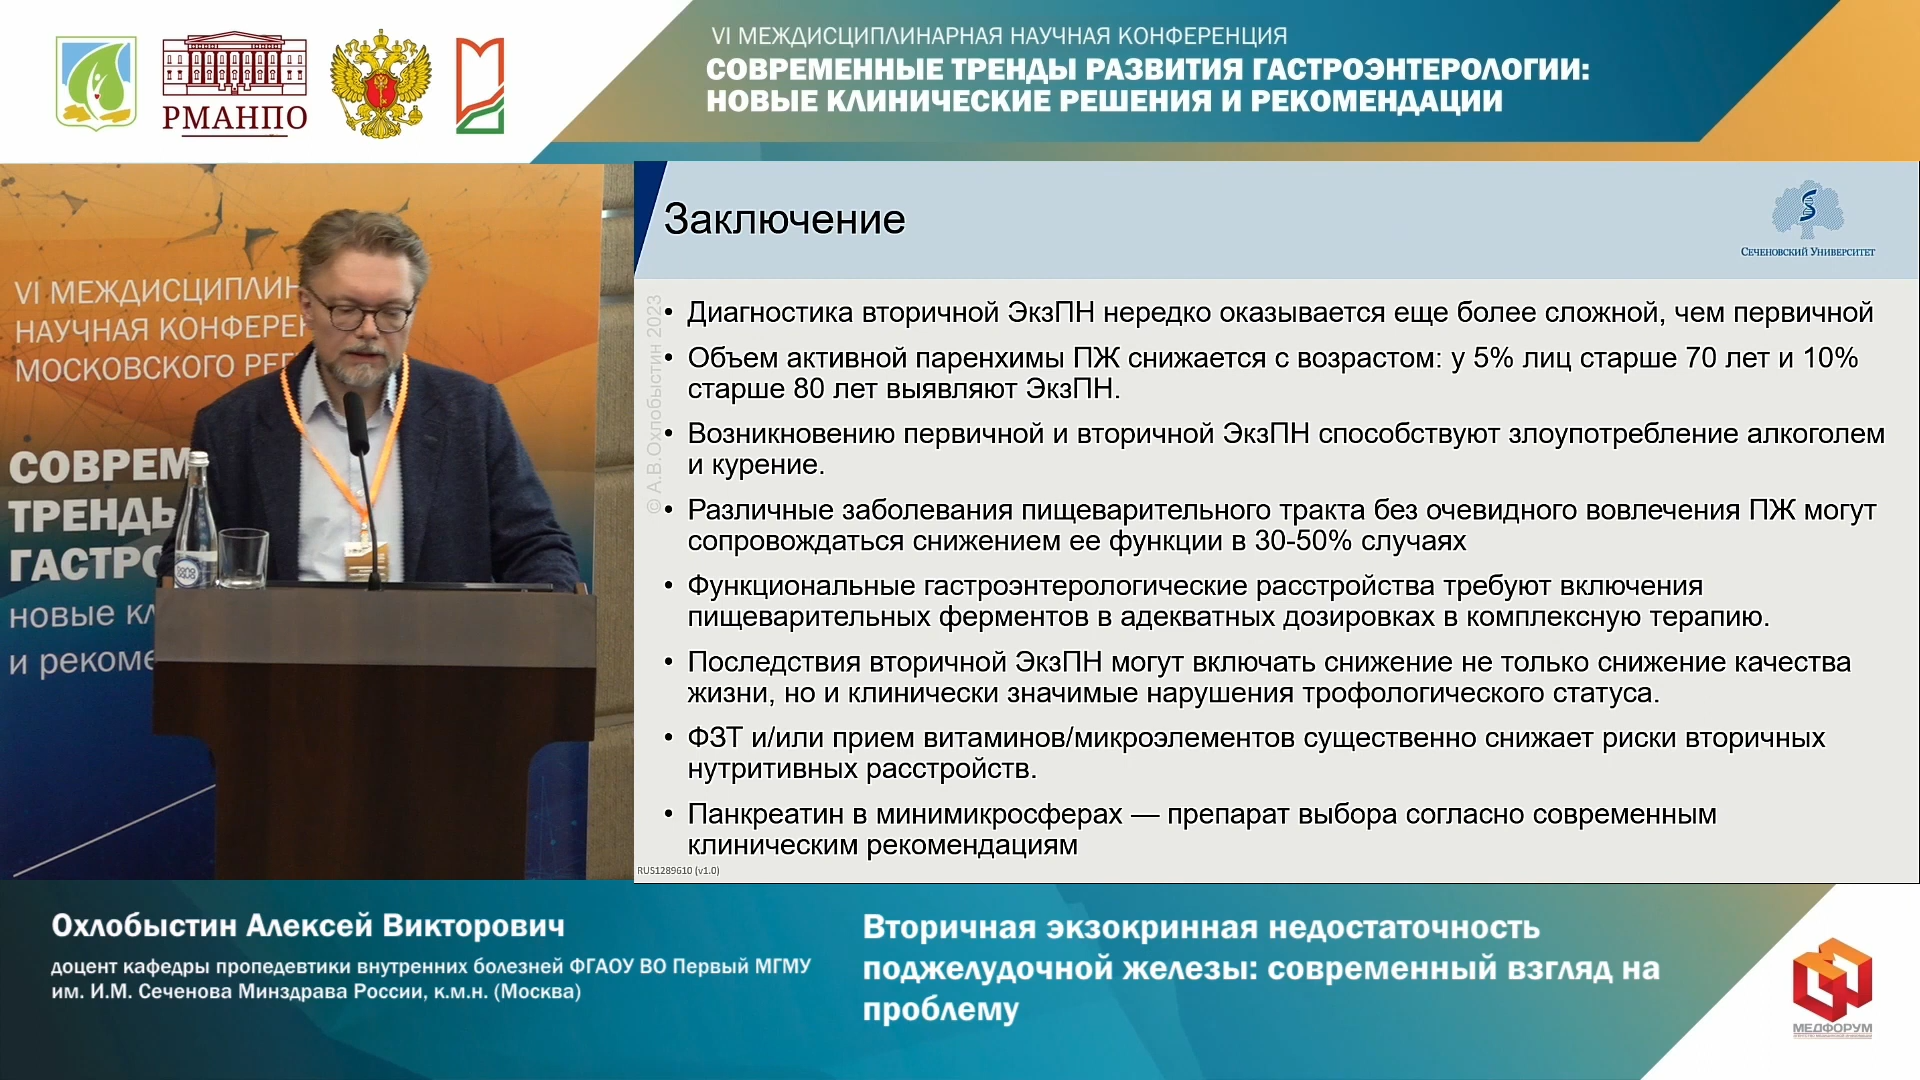 VI МЕЖДИСЦИПЛИНАРНАЯ НАУЧНАЯ КОНФЕРЕНЦИЯ
СОВРЕМЕННЫЕ ТРЕНДЫ РАЗВИТИЯ ГАСТРОЭНТЕРОЛОГИИ:
НОВЫЕ КЛИНИЧЕСКИЕ РЕШЕНИЯ И РЕКОМЕНДАЦИИ
РМАНПО
VI МЕЖДИСЦИПЛИН
НАУЧНАЯ КОНФЕРЕН
МОСКОВСКОГО РЕГ
СОВРЕМ
ТРЕНДЬ
ГАСТРО
новые кл
и рекоме
Заключение
СЕЧЕНОВСКИЙ УНИВЕРСИТЕТ
© А.В.Охлобыстин 2023
• Диагностика вторичной ЭкзПН нередко оказывается еще более сложной, чем первичной
• Объем активной паренхимы ПЖ снижается с возрастом: у 5% лиц старше 70 лет и 10%
старше 80 лет выявляют ЭкзПН.
• Возникновению первичной и вторичной ЭкзПН способствуют злоупотребление алкоголем
и курение.
• Различные заболевания пищеварительного тракта без очевидного вовлечения ПЖ могут
сопровождаться снижением ее функции в 30-50% случаях
• Функциональные гастроэнтерологические расстройства требуют включения
пищеварительных ферментов в адекватных дозировках в комплексную терапию.
• Последствия вторичной ЭкзПН могут включать снижение не только снижение качества
жизни, но и клинически значимые нарушения трофологического статуса.
• ФЗТ и/или прием витаминов/микроэлементов существенно снижает риски вторичных
нутритивных расстройств.
• Панкреатин в минимикросферах — препарат выбора согласно современным
клиническим рекомендациям
RUS1289610 (v1.0)
Охлобыстин Алексей Викторович
доцент кафедры пропедевтики внутренних болезней ФГАОУ ВО Первый МГМУ
им. И.М. Сеченова Минздрава России, к.м.н. (Москва)
Вторичная экзокринная недостаточность
поджелудочной железы: современный взгляд на
проблему
МЕДФОРУМ